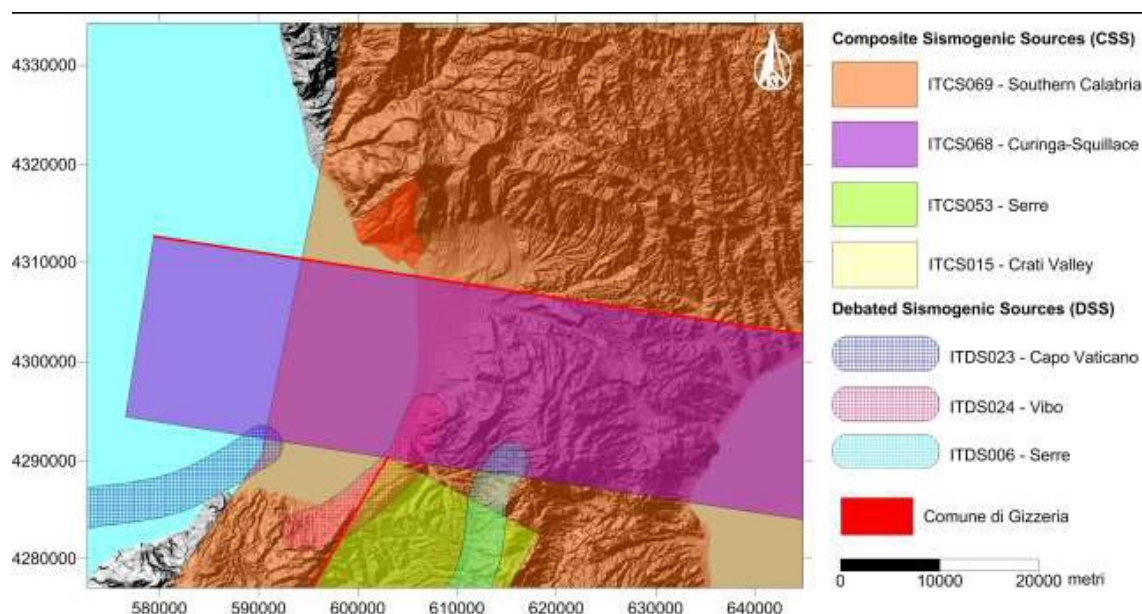 Composite Sismogenic Sources (CSS)
ITCS069 - Southern Calabria
ITCS068 - Curinga-Squillace
ITCS053 - Serre
ITCS015 - Crati Valley
Debated Sismogenic Sources (DSS)
ITDS023 - Capo Vaticano
ITDS024 - Vibo
ITDS006 - Serre
Comune di Gizzeria
0 10000 20000 metri
4330000
4320000
4310000
4300000
4290000
4280000
580000 590000 600000 610000 620000 630000 640000